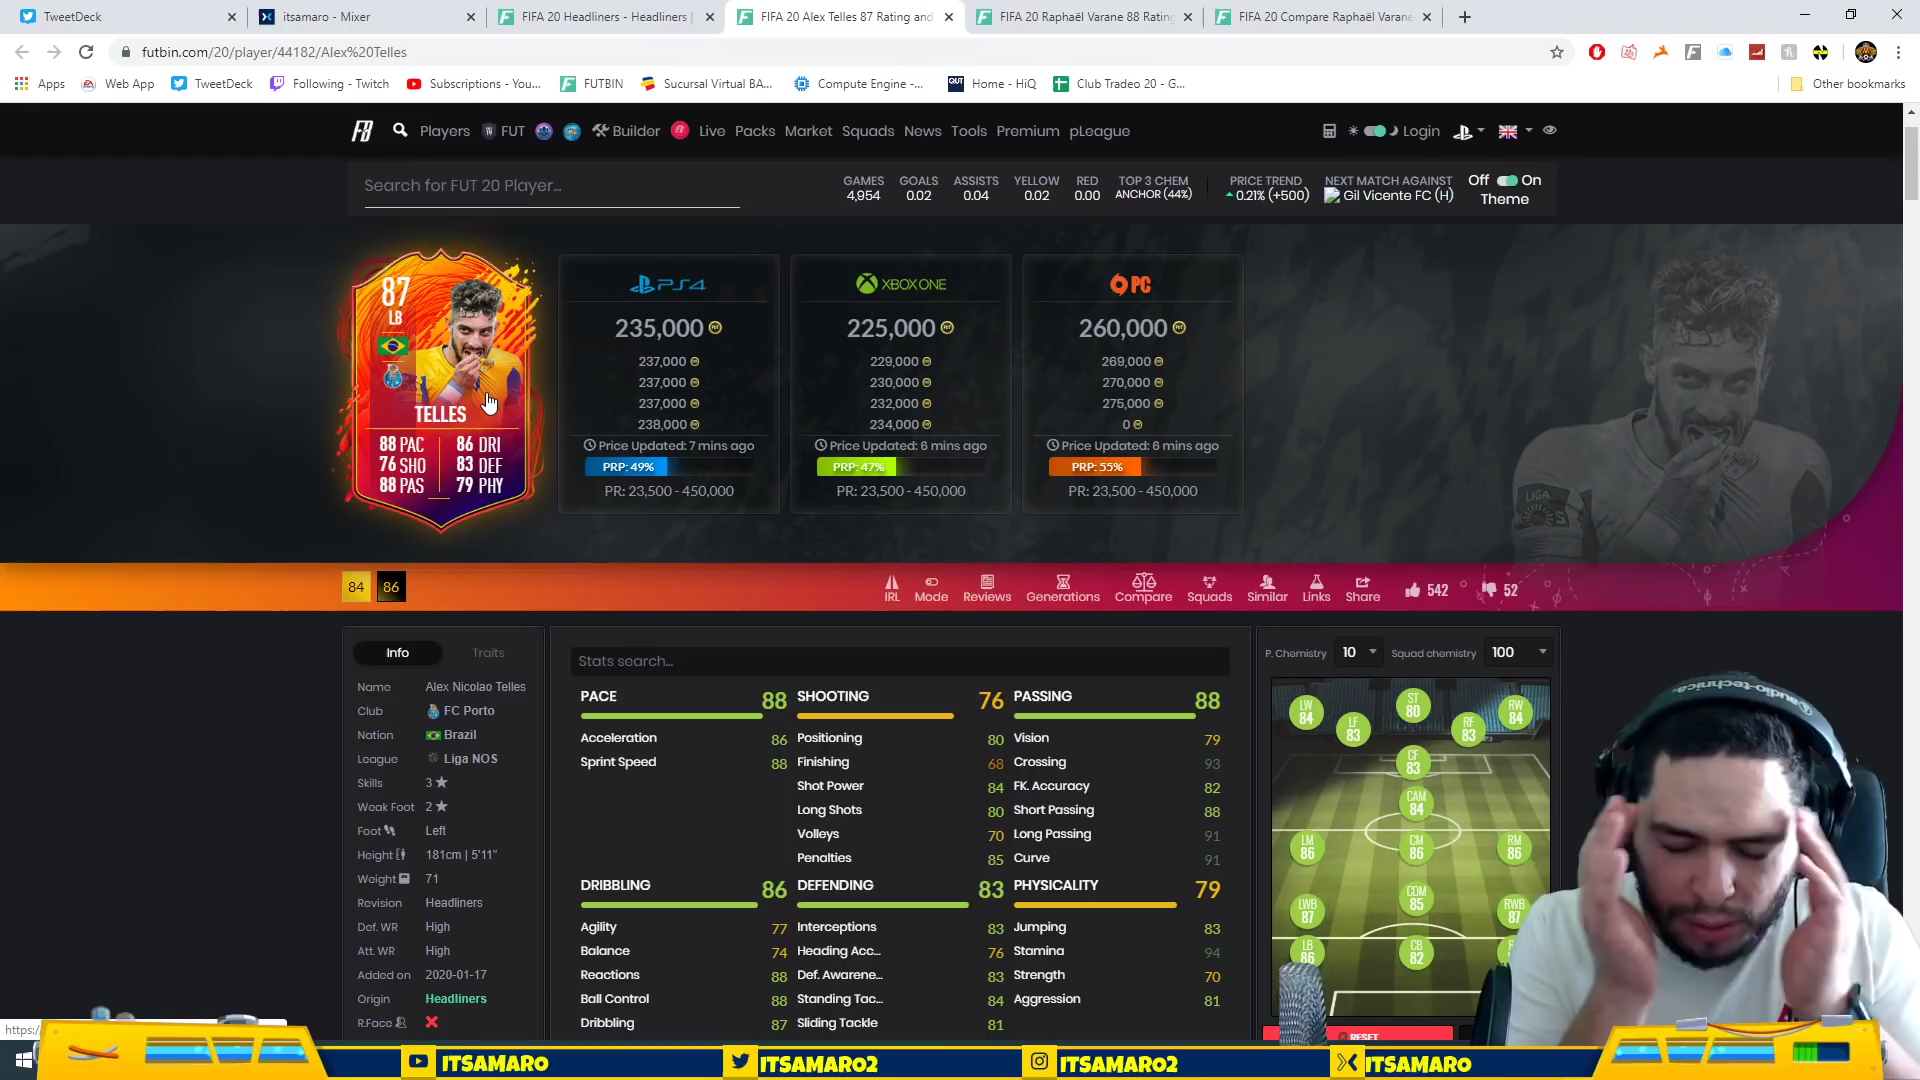 TweetDeck
itsamaro - Mixer
FIFA 20 Headliners - Headliners |
FIFA 20 Alex Telles 87 Rating and
FIFA 20 Raphaël Varane 88 Rating
FIFA 20 Compare Raphaël Varane
futbin.com/20/player/44182/Alex%20Telles
Apps
Web App
TweetDeck
Following - Twitch
Subscriptions - You...
FUTBIN
Sucursal Virtual BA...
Compute Engine -...
Home - HiQ
Club Tradeo 20 - G...
Other bookmarks
Players FUT Builder Live Packs Market Squads News Tools Premium pLeague
Login
Search for FUT 20 Player...
GAMES GOALS ASSISTS YELLOW RED TOP 3 CHEM PRICE TREND NEXT MATCH AGAINST
4,954 0.02 0.04 0.02 0.00 ANCHOR (44%) 0.21% (+500) Gil Vicente FC (H)
Off On
Theme
87
LB
TELLES
88 PAC 86 DRI
76 SHO 83 DEF
88 PAS 79 PHY
PS4
235,000
237,000
237,000
237,000
238,000
Price Updated: 7 mins ago
PRP: 49%
PR: 23,500 - 450,000
XBOX ONE
225,000
229,000
230,000
232,000
234,000
Price Updated: 6 mins ago
PRP: 47%
PR: 23,500 - 450,000
PC
260,000
269,000
270,000
275,000
0
Price Updated: 6 mins ago
PRP: 55%
PR: 23,500 - 450,000
LIGA
84 86
IRL Mode Reviews Generations Compare Squads Similar Links Share
542 52
Info Traits
Name Alex Nicolao Telles
Club FC Porto
Nation Brazil
League Liga NOS
Skills 3
Weak Foot 2
Foot Left
Height 181cm | 5'11"
Weight 71
Revision Headliners
Def. WR High
Att. WR High
Added on 2020-01-17
Origin Headliners
R.Face
Stats search...
PACE 88
Acceleration 86
Sprint Speed 88
SHOOTING 76
Positioning 80
Finishing 68
Shot Power 84
Long Shots 80
Volleys 70
Penalties 85
PASSING 88
Vision 79
Crossing 93
FK. Accuracy 82
Short Passing 88
Long Passing 91
Curve 91
DRIBBLING 86
Agility 77
Balance 74
Reactions 88
Ball Control 88
Dribbling 87
DEFENDING 83
Interceptions 83
Heading Acc... 76
Def. Awarene... 83
Standing Tac... 84
Sliding Tackle 81
PHYSICALITY 79
Jumping 83
Stamina 94
Strength 70
Aggression 81
P. Chemistry 10 Squad chemistry 100
LW 84
ST 80
RW 84
LF 83
RF 83
CF 83
CAM 84
LM 86
CM 86
RM 86
CDM 85
LWB 87
RWB 87
LB 86
CB 82
RESET
audio-technica
https:/
ITSAMARO
ITSAMARO2
ITSAMARO2
ITSAMARO